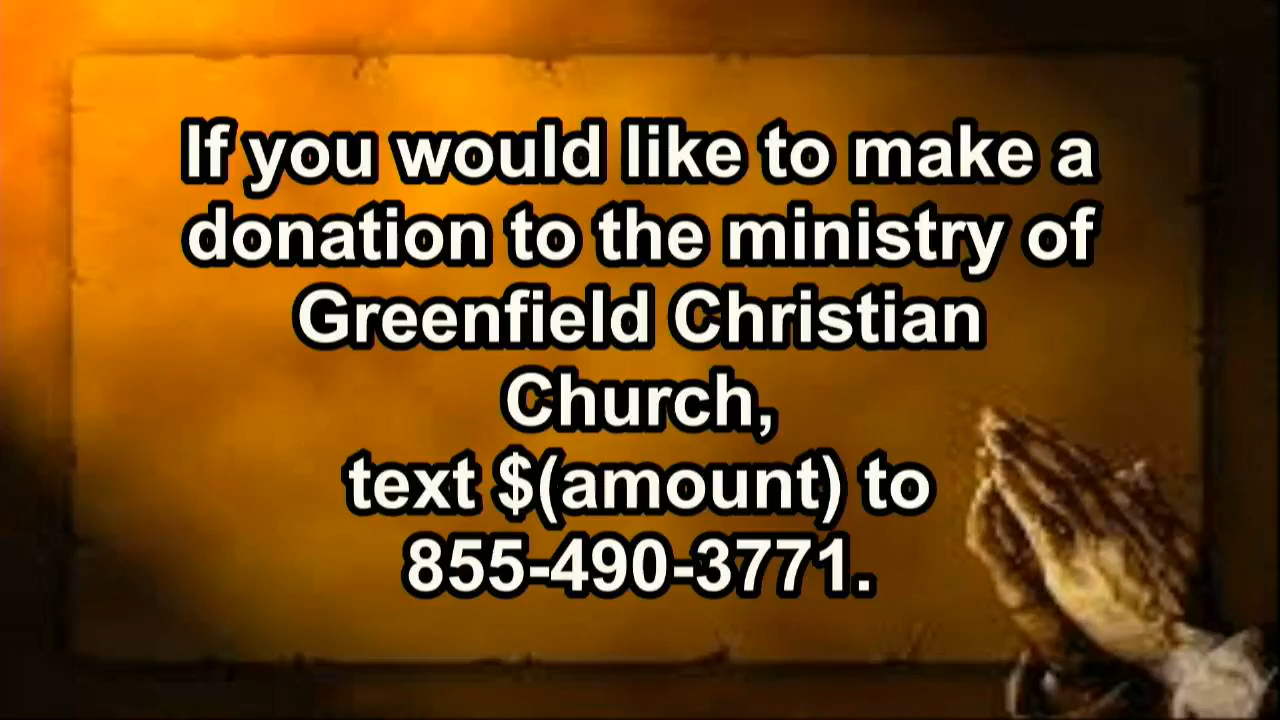 If you would like to make a
donation to the ministry of
Greenfield Christian
Church,
text $(amount) to
855-490-3771.